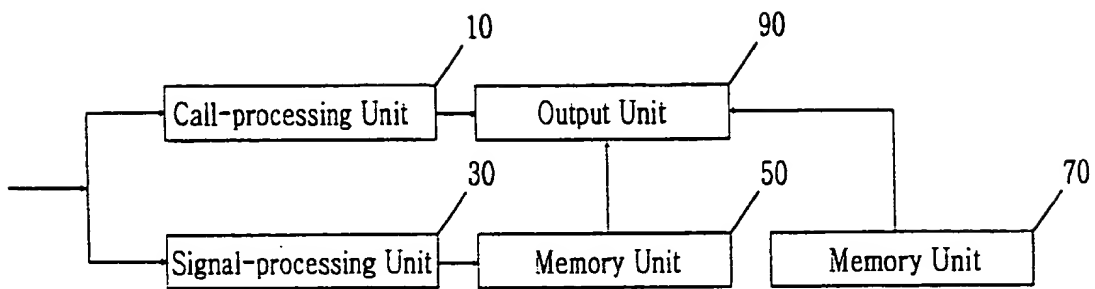 10
90
Call-processing Unit
Output Unit
30
50
70
Signal-processing Unit
Memory Unit
Memory Unit